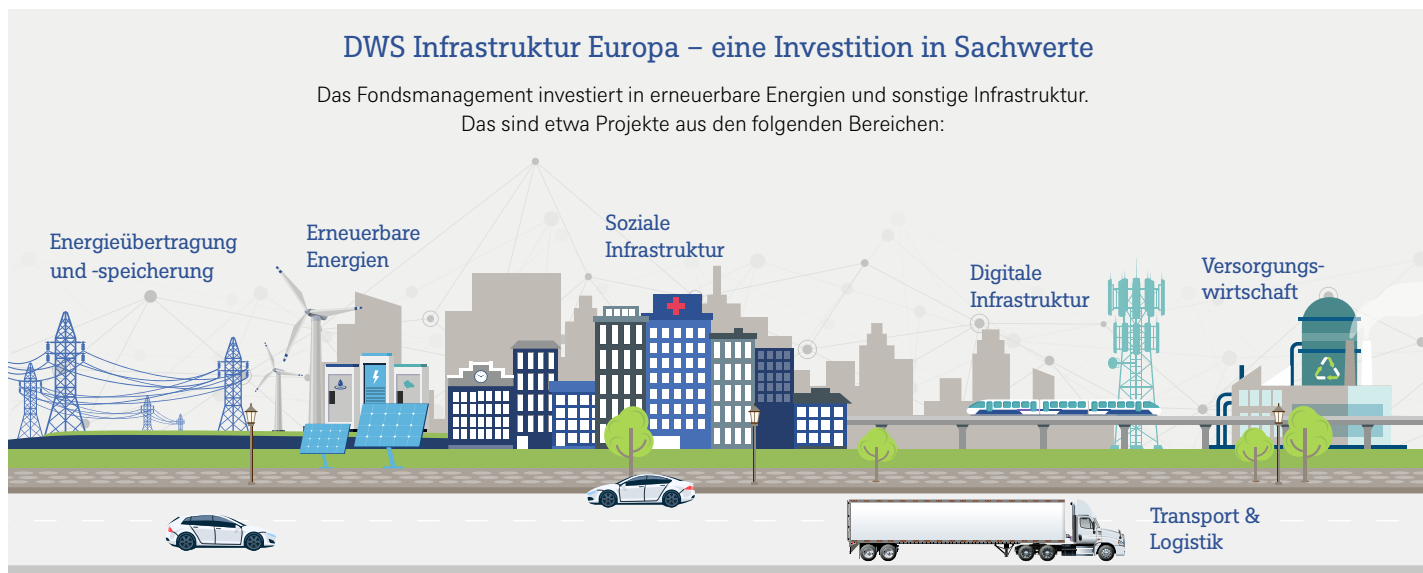 DWS Infrastruktur Europa – eine Investition in Sachwerte
Das Fondsmanagement investiert in erneuerbare Energien und sonstige Infrastruktur.
Das sind etwa Projekte aus den folgenden Bereichen:
Energieübertragung
und -speicherung
Erneuerbare
Energien
Soziale
Infrastruktur
Digitale
Infrastruktur
Versorgungs-
wirtschaft
Transport &
Logistik